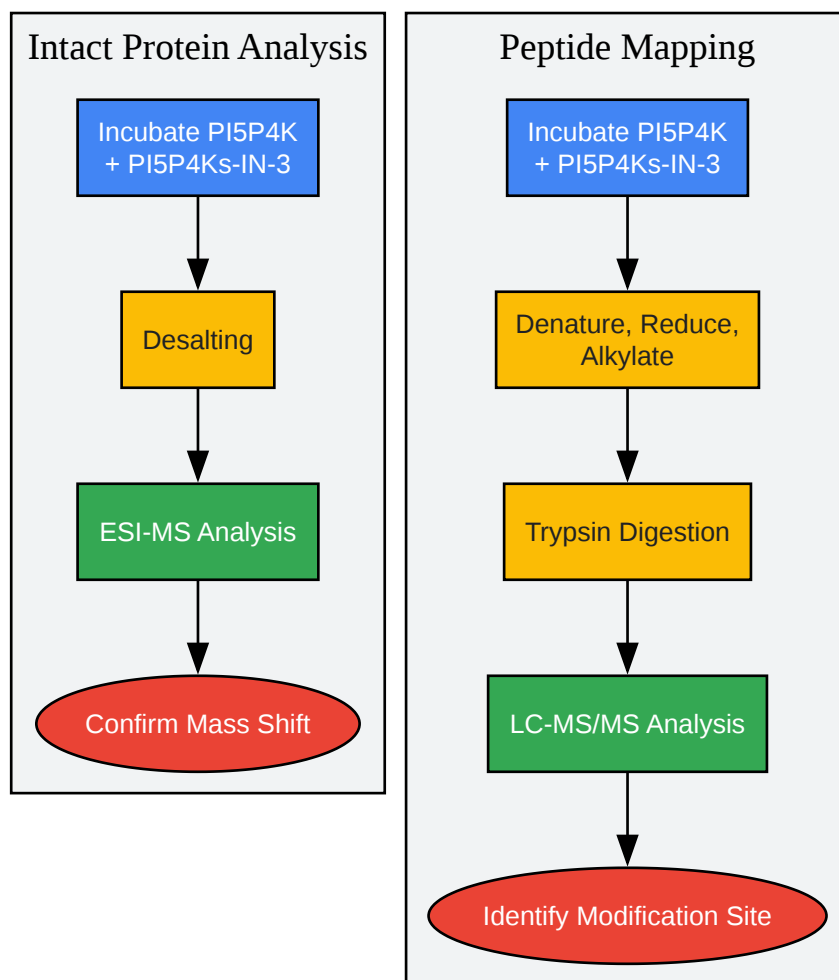 Intact Protein Analysis
Incubate PI5P4K
+ PI5P4Ks-IN-3
Desalting
ESI-MS Analysis
Confirm Mass Shift
Peptide Mapping
Incubate PI5P4K
+ PI5P4Ks-IN-3
Denature, Reduce,
Alkylate
Trypsin Digestion
LC-MS/MS Analysis
Identify Modification Site